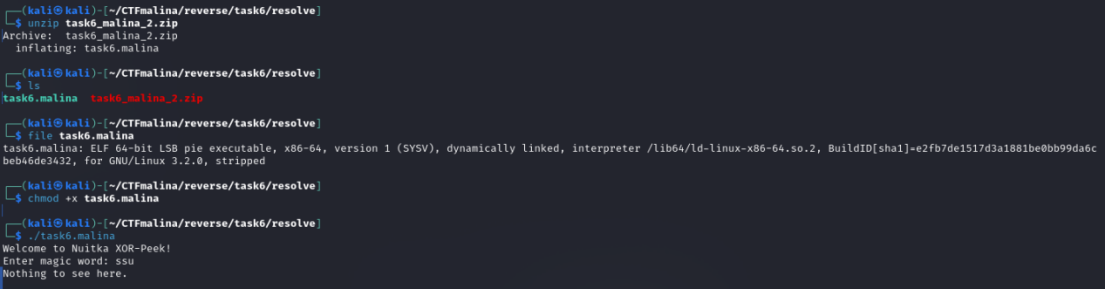 ┌──(kali㉿kali)-[~/CTFmalina/reverse/task6/resolve]
└─$ unzip task6_malina_2.zip
Archive:  task6_malina_2.zip
  inflating: task6.malina
┌──(kali㉿kali)-[~/CTFmalina/reverse/task6/resolve]
└─$ ls
task6.malina  task6_malina_2.zip
┌──(kali㉿kali)-[~/CTFmalina/reverse/task6/resolve]
└─$ file task6.malina
task6.malina: ELF 64-bit LSB pie executable, x86-64, version 1 (SYSV), dynamically linked, interpreter /lib64/ld-linux-x86-64.so.2, BuildID[sha1]=e2fb7de1517d3a1881be0bb99da6c
beb46de3432, for GNU/Linux 3.2.0, stripped
┌──(kali㉿kali)-[~/CTFmalina/reverse/task6/resolve]
└─$ chmod +x task6.malina
┌──(kali㉿kali)-[~/CTFmalina/reverse/task6/resolve]
└─$ ./task6.malina
Welcome to Nuitka XOR-Peek!
Enter magic word: ssu
Nothing to see here.